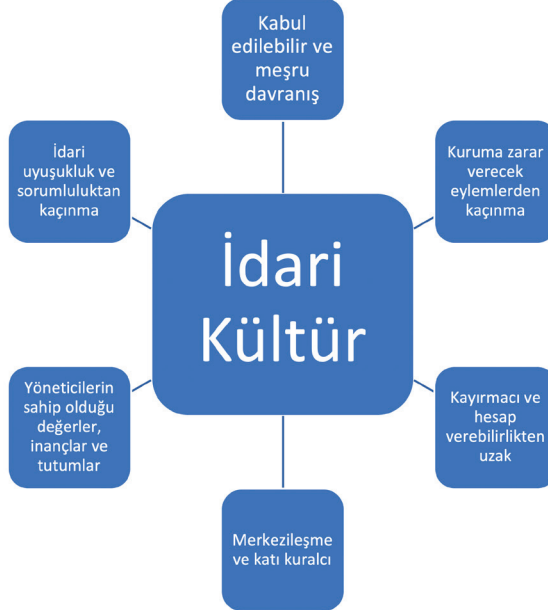 Kabul
edilebilir ve
meşru
davranış
İdari
uyuşukluk ve
sorumluluktan
kaçınma
Kuruma zarar
verecek
eylemlerden
kaçınma
İdari
Kültür
Yöneticilerin
sahip olduğu
değerler,
inançlar ve
tutumlar
Kayırmacı ve
hesap
verebilirlikten
uzak
Merkezileşme
ve katı kuralcı